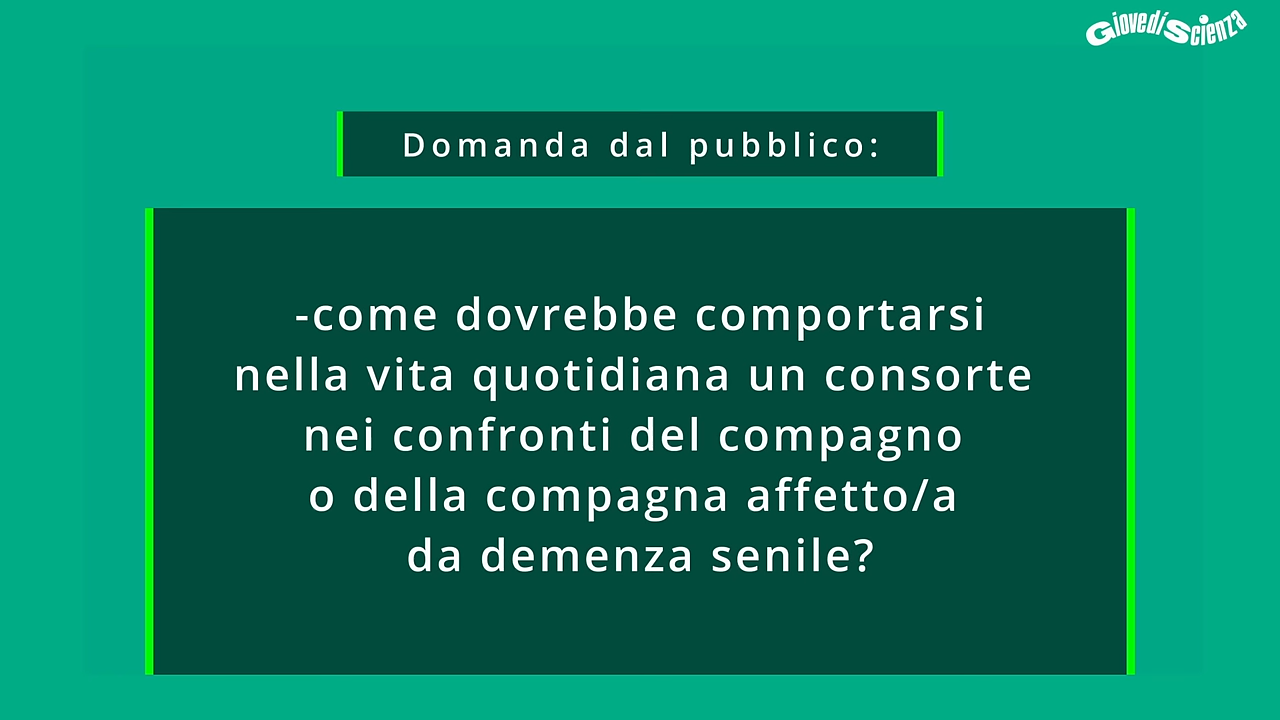 GiovedìScienza
Domanda dal pubblico:
-come dovrebbe comportarsi
nella vita quotidiana un consorte
nei confronti del compagno
o della compagna affetto/a
da demenza senile?